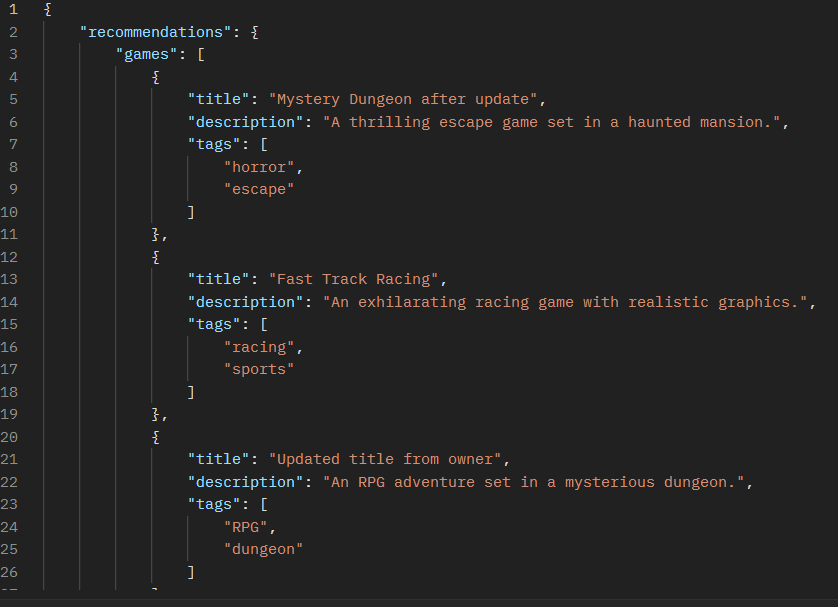 1 {
2 "recommendations": {
3 "games": [
4 {
5 "title": "Mystery Dungeon after update",
6 "description": "A thrilling escape game set in a haunted mansion.",
7 "tags": [
8 "horror",
9 "escape"
10 ]
11 },
12 {
13 "title": "Fast Track Racing",
14 "description": "An exhilarating racing game with realistic graphics.",
15 "tags": [
16 "racing",
17 "sports"
18 ]
19 },
20 {
21 "title": "Updated title from owner",
22 "description": "An RPG adventure set in a mysterious dungeon.",
23 "tags": [
24 "RPG",
25 "dungeon"
26 ]